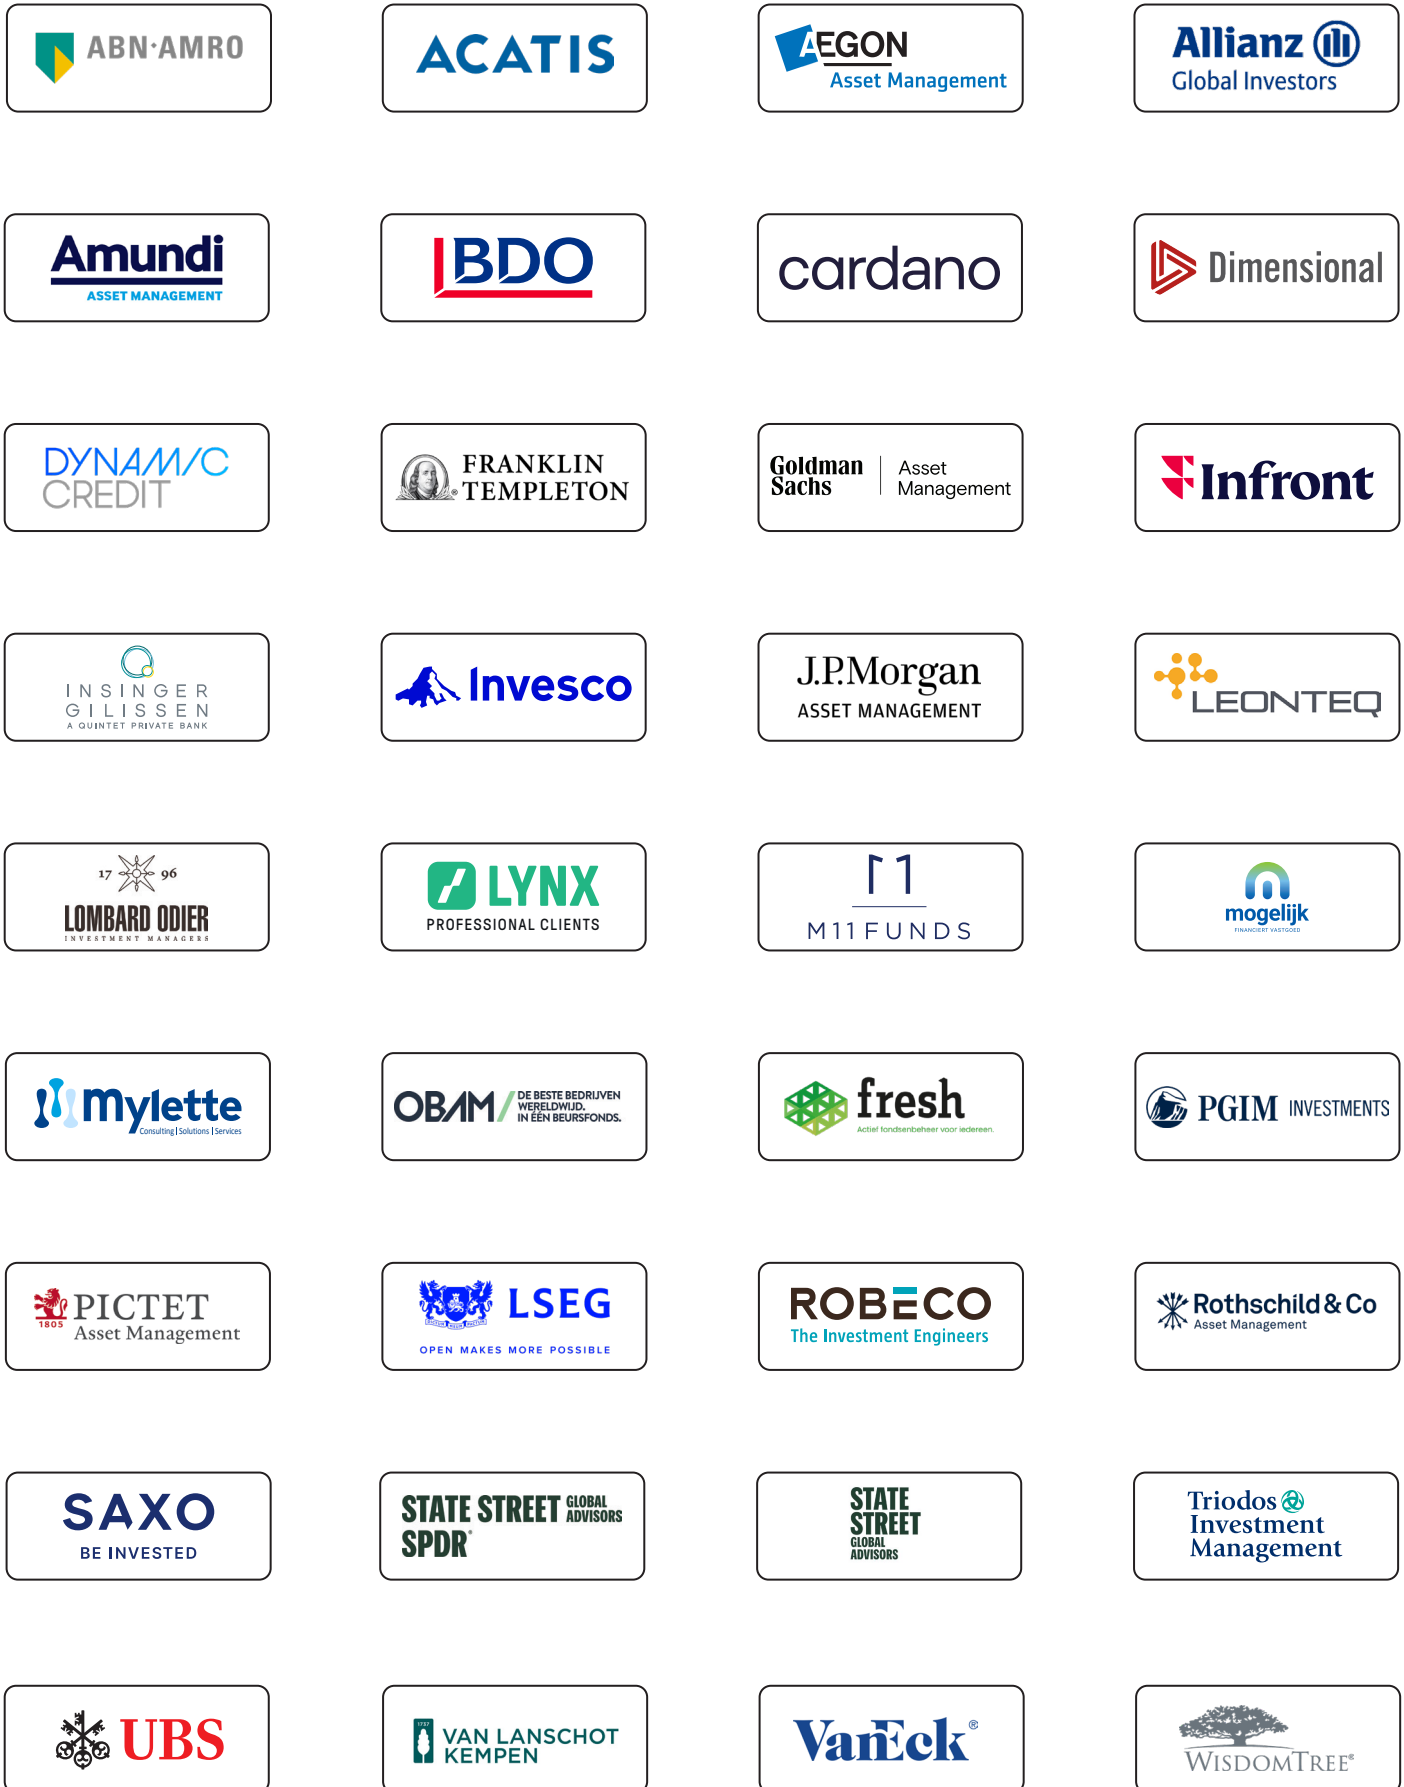 ABN·AMRO
ACATIS
AEGON
Asset Management
Allianz
Global Investors
Amundi
ASSET MANAGEMENT
BDO
cardano
Dimensional
DYNAMIC
CREDIT
FRANKLIN
TEMPLETON
Goldman
Sachs
Asset
Management
Infront
INSINGER
GILISSEN
A QUINTET PRIVATE BANK
Invesco
J.P.Morgan
ASSET MANAGEMENT
LEONTEQ
17 96
LOMBARD ODIER
INVESTMENT MANAGERS
LYNX
PROFESSIONAL CLIENTS
11
M11FUNDS
mogelijk
FINANCIERT VASTGOED
Mylette
Consulting | Solutions | Services
OBAM
DE BESTE BEDRIJVEN
WERELDWIJD.
IN ÉÉN BEURSFONDS.
fresh
Actief fondsenbeheer voor iedereen.
PGIM INVESTMENTS
1805
PICTET
Asset Management
LSEG
OPEN MAKES MORE POSSIBLE
ROBECO
The Investment Engineers
Rothschild & Co
Asset Management
SAXO
BE INVESTED
STATE STREET GLOBAL ADVISORS
SPDR®
STATE
STREET
GLOBAL
ADVISORS
Triodos
Investment
Management
UBS
1737
VAN LANSCHOT
KEMPEN
VanEck®
WISDOMTREE®